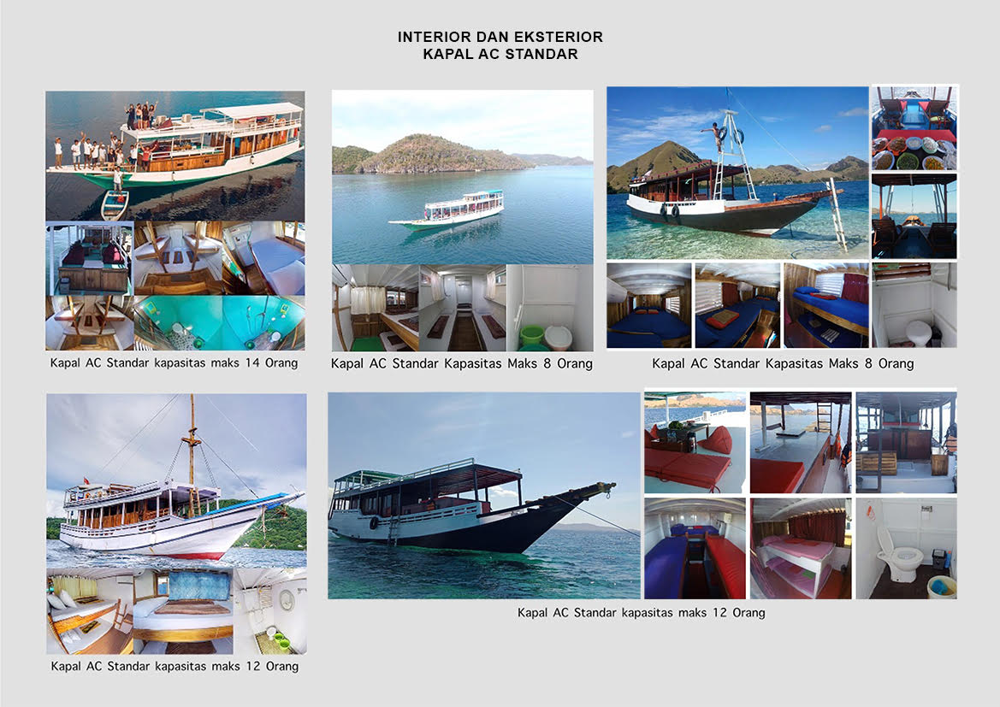 INTERIOR DAN EKSTERIOR
KAPAL AC STANDAR
Kapal AC Standar kapasitas maks 14 Orang
Kapal AC Standar Kapasitas Maks 8 Orang
Kapal AC Standar Kapasitas Maks 8 Orang
Kapal AC Standar kapasitas maks 12 Orang
Kapal AC Standar kapasitas maks 12 Orang